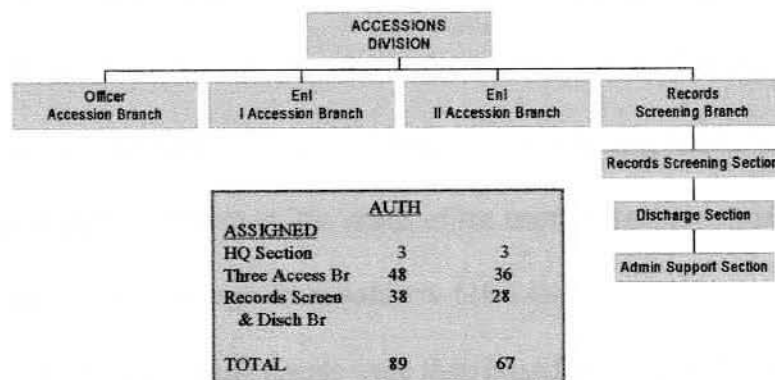 ACCESSIONS
DIVISION
Officer
Accession Branch
Enl
I Accession Branch
Enl
II Accession Branch
Records
Screening Branch
Records Screening Section
Discharge Section
Admin Support Section
AUTH
ASSIGNED
HQ Section 3 3
Three Access Br 48 36
Records Screen 38 28
& Disch Br
TOTAL 89 67